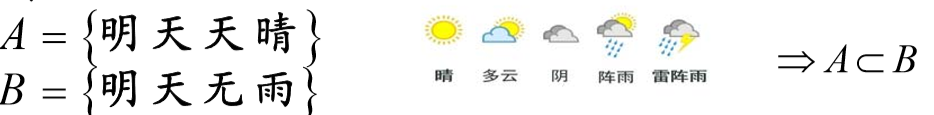 A = {明天天晴}
B = {明天无雨}
晴 多云 阴 阵雨 雷阵雨
⇒ A ⊂ B